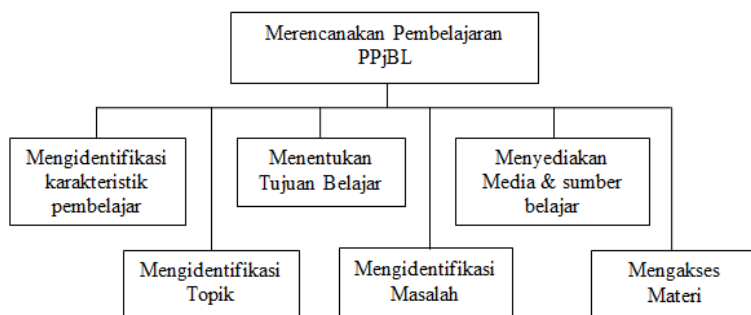 Merencanakan Pembelajaran
PPjBL
Mengidentifikasi
karakteristik
pembelajar
Menentukan
Tujuan Belajar
Menyediakan
Media & sumber
belajar
Mengidentifikasi
Topik
Mengidentifikasi
Masalah
Mengakses
Materi